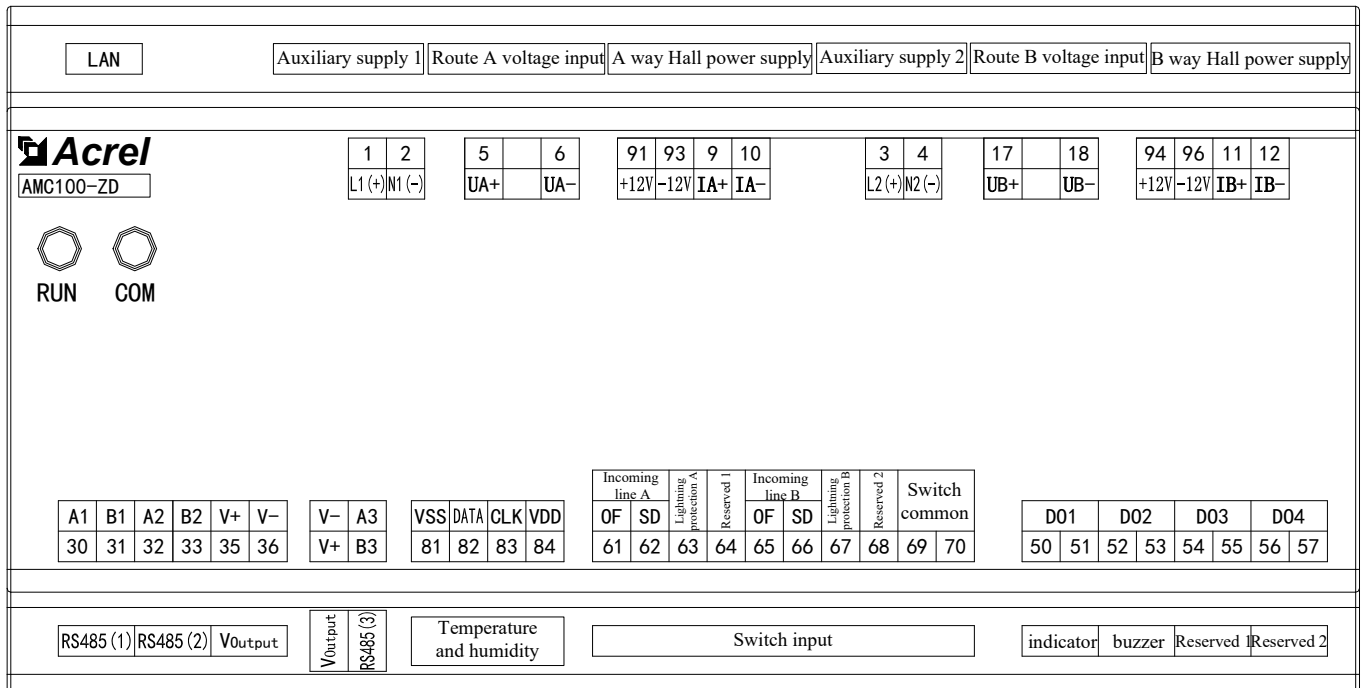 LAN Auxiliary supply 1 Route A voltage input A way Hall power supply Auxiliary supply 2 Route B voltage input B way Hall power supply
Acrel
AMC100-ZD
1 2 5 6 91 93 9 10 3 4 17 18 94 96 11 12
L1(+) N1(-) UA+ UA- +12V -12V IA+ IA- L2(+) N2(-) UB+ UB- +12V -12V IB+ IB-
RUN COM
Incoming
line A
Lightning
protection A
Reserved 1
Incoming
line B
Lightning
protection B
Reserved 2
Switch
common
A1 B1 A2 B2 V+ V- V- A3 VSS DATA CLK VDD OF SD OF SD DO1 DO2 DO3 DO4
30 31 32 33 35 36 V+ B3 81 82 83 84 61 62 63 64 65 66 67 68 69 70 50 51 52 53 54 55 56 57
RS485(1) RS485(2) VOutput
VOutput
RS485(3)
Temperature
and humidity
Switch input
indicator buzzer Reserved 1 Reserved 2